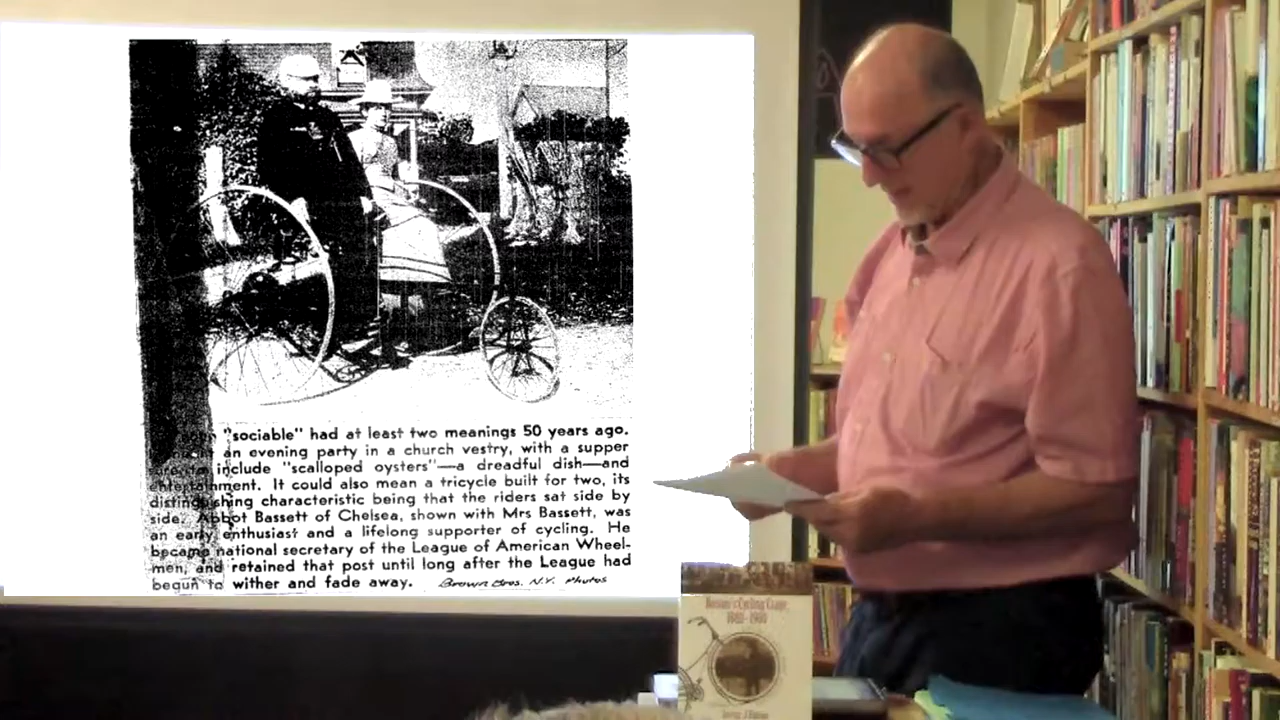 "sociable" had at least two meanings 50 years ago.
an evening party in a church vestry, with a supper
include "scalloped oysters"—a dreadful dish—and
entertainment. It could also mean a tricycle built for two, its
distinguishing characteristic being that the riders sat side by
side. Abbot Bassett of Chelsea, shown with Mrs Bassett, was
an early enthusiast and a lifelong supporter of cycling. He
became national secretary of the League of American Wheel-
men, and retained that post until long after the League had
begun to wither and fade away. Brown Bros. N.Y. Photos
Boston's Cycling Craze,
1880-1900